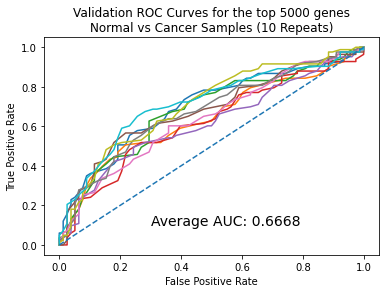 Validation ROC Curves for the top 5000 genes
Normal vs Cancer Samples (10 Repeats)
1.0
0.8
0.6
0.4
0.2
0.0
True Positive Rate
Average AUC: 0.6668
0.0 0.2 0.4 0.6 0.8 1.0
False Positive Rate